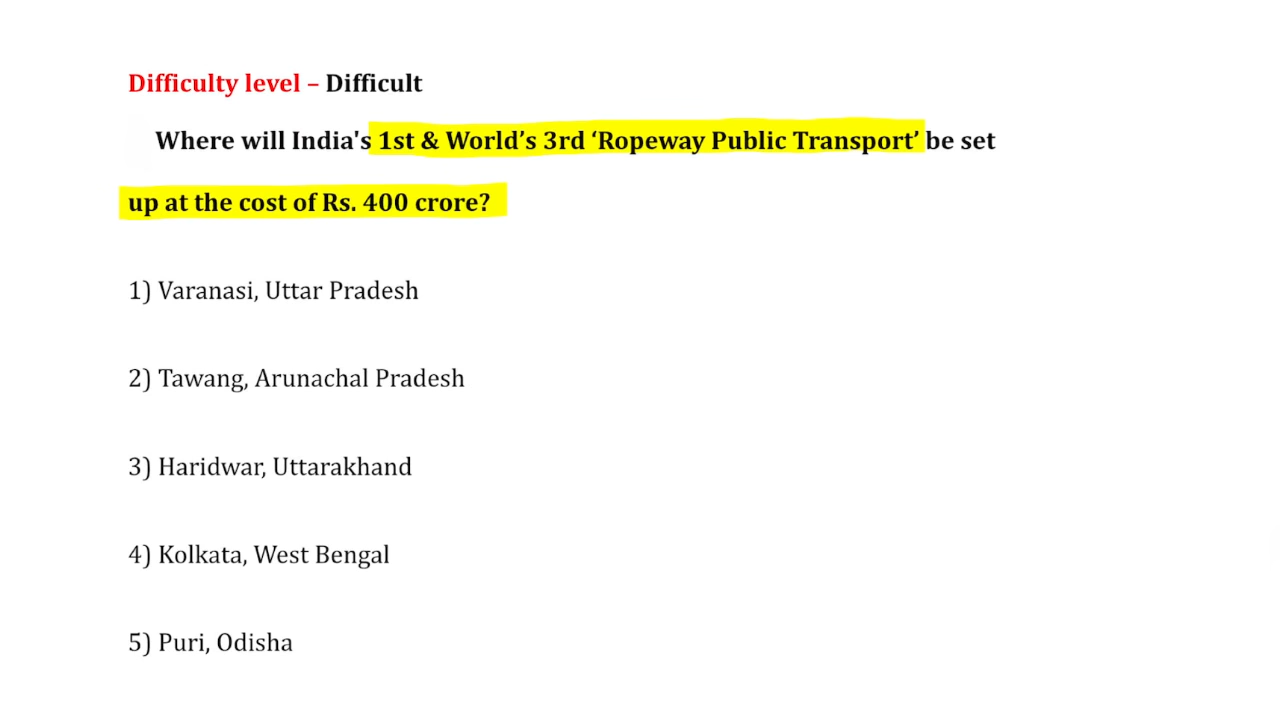 Difficulty level – Difficult
Where will India's 1st & World’s 3rd ‘Ropeway Public Transport’ be set
up at the cost of Rs. 400 crore?
1) Varanasi, Uttar Pradesh
2) Tawang, Arunachal Pradesh
3) Haridwar, Uttarakhand
4) Kolkata, West Bengal
5) Puri, Odisha